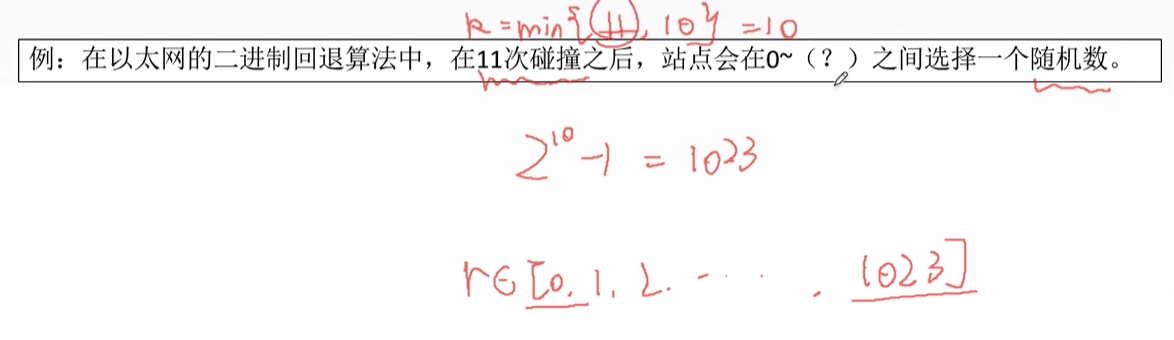 k=min{11, 10}=10
例：在以太网的二进制回退算法中，在11次碰撞之后，站点会在0~（？）之间选择一个随机数。
2^10-1=1023
r∈[0, 1, 2. ···. 1023]